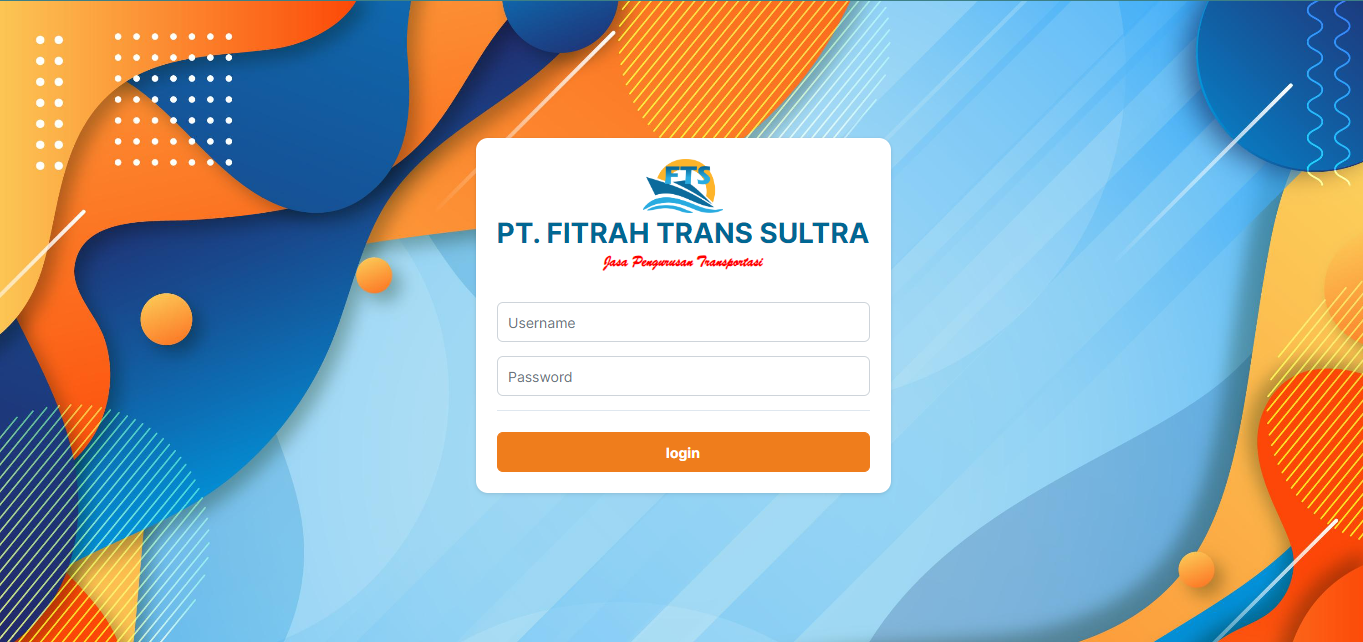 FTS
PT. FITRAH TRANS SULTRA
Jasa Pengurusan Transportasi
Username
Password
login